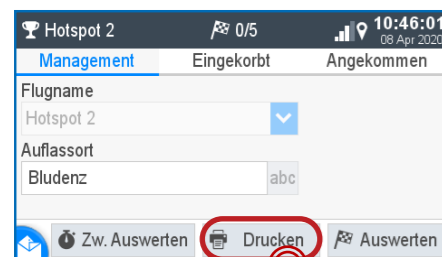 Hotspot 2 0/5 10:46:01
08 Apr 2020
Management Eingekorbt Angekommen
Flugname
Hotspot 2
Auflassort
Bludenz abc
Zw. Auswerten Drucken Auswerten